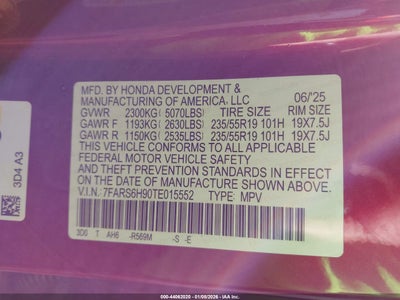 MFD. BY HONDA DEVELOPMENT &
MANUFACTURING OF AMERICA, LLC 06/'25
GVWR 2300KG (5070LBS) TIRE SIZE RIM SIZE
GAWR F 1193KG (2630LBS) 235/55R19 101H 19X7.5J
GAWR R 1150KG (2535LBS) 235/55R19 101H 19X7.5J
THIS VEHICLE CONFORMS TO ALL APPLICABLE
FEDERAL MOTOR VEHICLE SAFETY, BUMPER,
AND THEFT PREVENTION STANDARDS IN EFFECT
ON THE DATE OF MANUFACTURE SHOWN ABOVE.
V.I.N.: 7FARS6H90TE015552 TYPE: MPV
3D6 T AH6 -R569M -S -E
3D4 A3
000-44062020 - 01/09/2026 - IAA Holdings, LLC